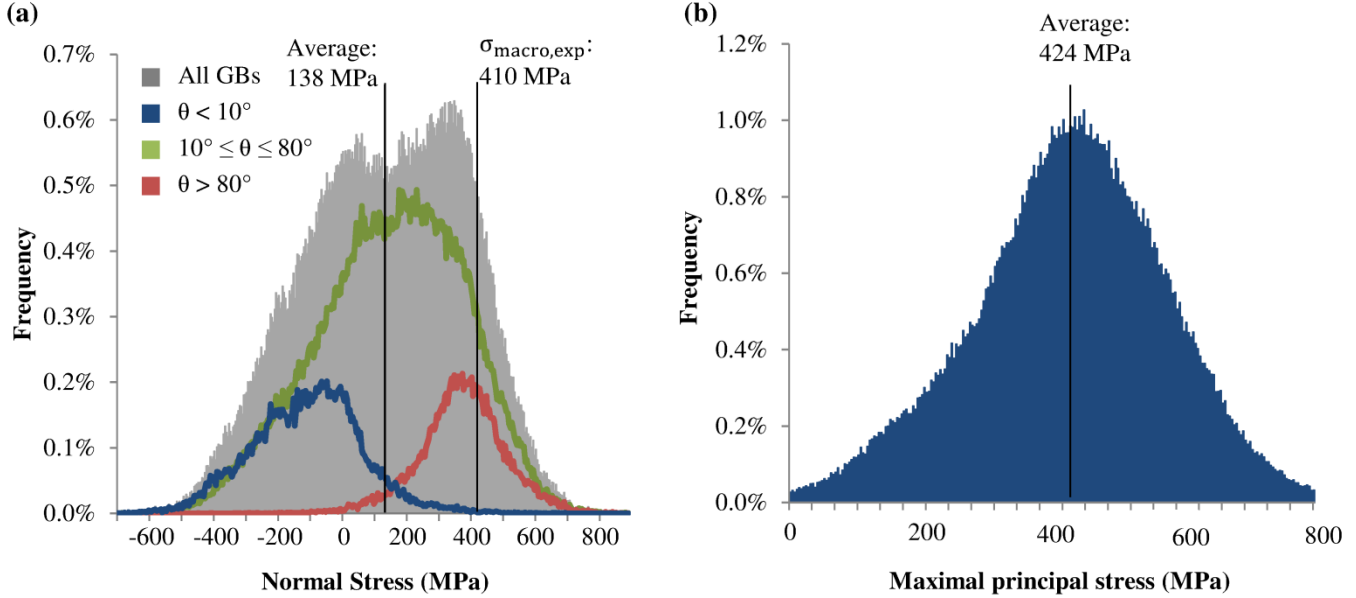 (a)
Average:
138 MPa
σmacro,exp:
410 MPa
0.7%
0.6%
0.5%
0.4%
0.3%
0.2%
0.1%
0.0%
Frequency
All GBs
θ < 10°
10° ≤ θ ≤ 80°
θ > 80°
-600 -400 -200 0 200 400 600 800
Normal Stress (MPa)
(b)
Average:
424 MPa
1.2%
1.0%
0.8%
0.6%
0.4%
0.2%
0.0%
Frequency
0 200 400 600 800
Maximal principal stress (MPa)